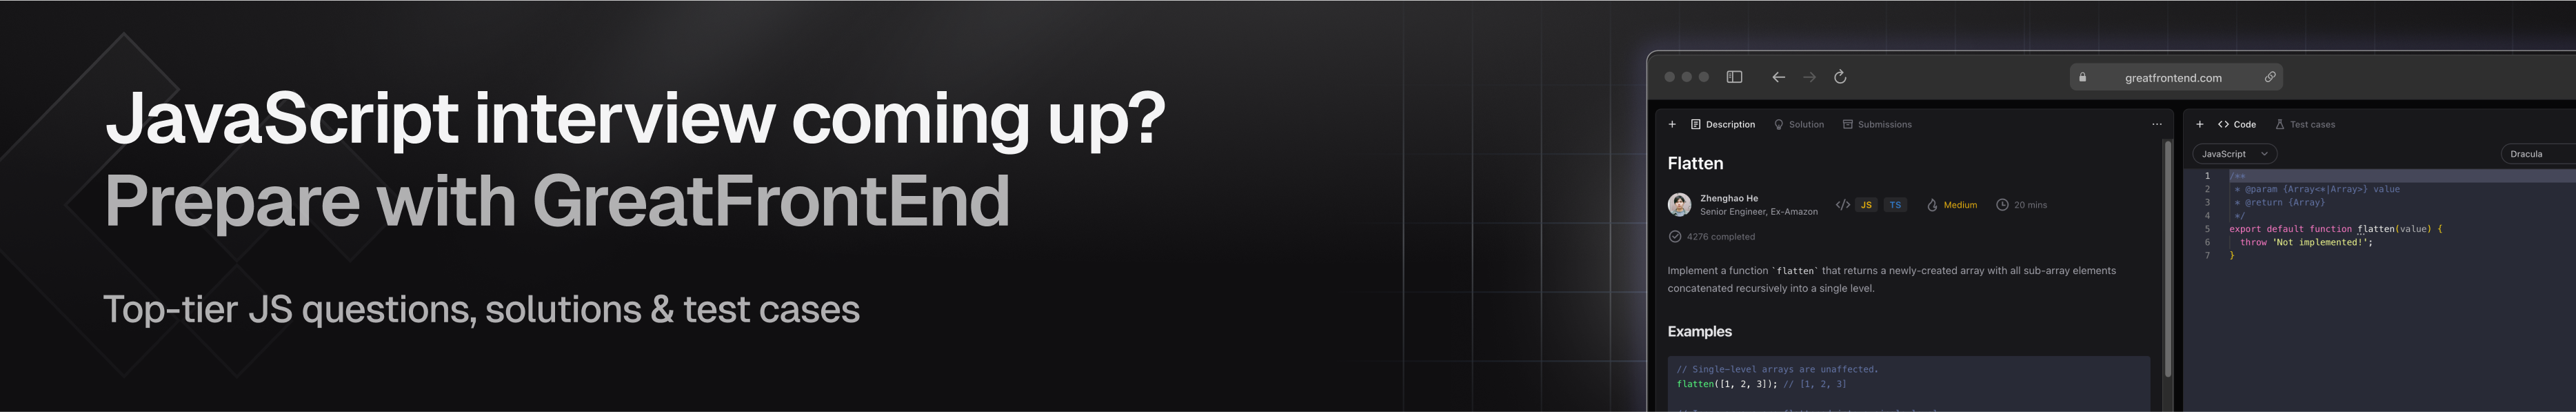 JavaScript interview coming up?
Prepare with GreatFrontEnd
Top-tier JS questions, solutions & test cases
greatfrontend.com
+ Description Solution Submissions ...
Flatten
Zhenghao He
Senior Engineer, Ex-Amazon
</> JS TS Medium 20 mins
4276 completed
Implement a function `flatten` that returns a newly-created array with all sub-array elements
concatenated recursively into a single level.
Examples
// Single-level arrays are unaffected.
flatten([1, 2, 3]); // [1, 2, 3]
+ <> Code Test cases
JavaScript Dracula
1 /**
2 * @param {Array<*|Array>} value
3 * @return {Array}
4 */
5 export default function flatten(value) {
6 throw 'Not implemented!';
7 }